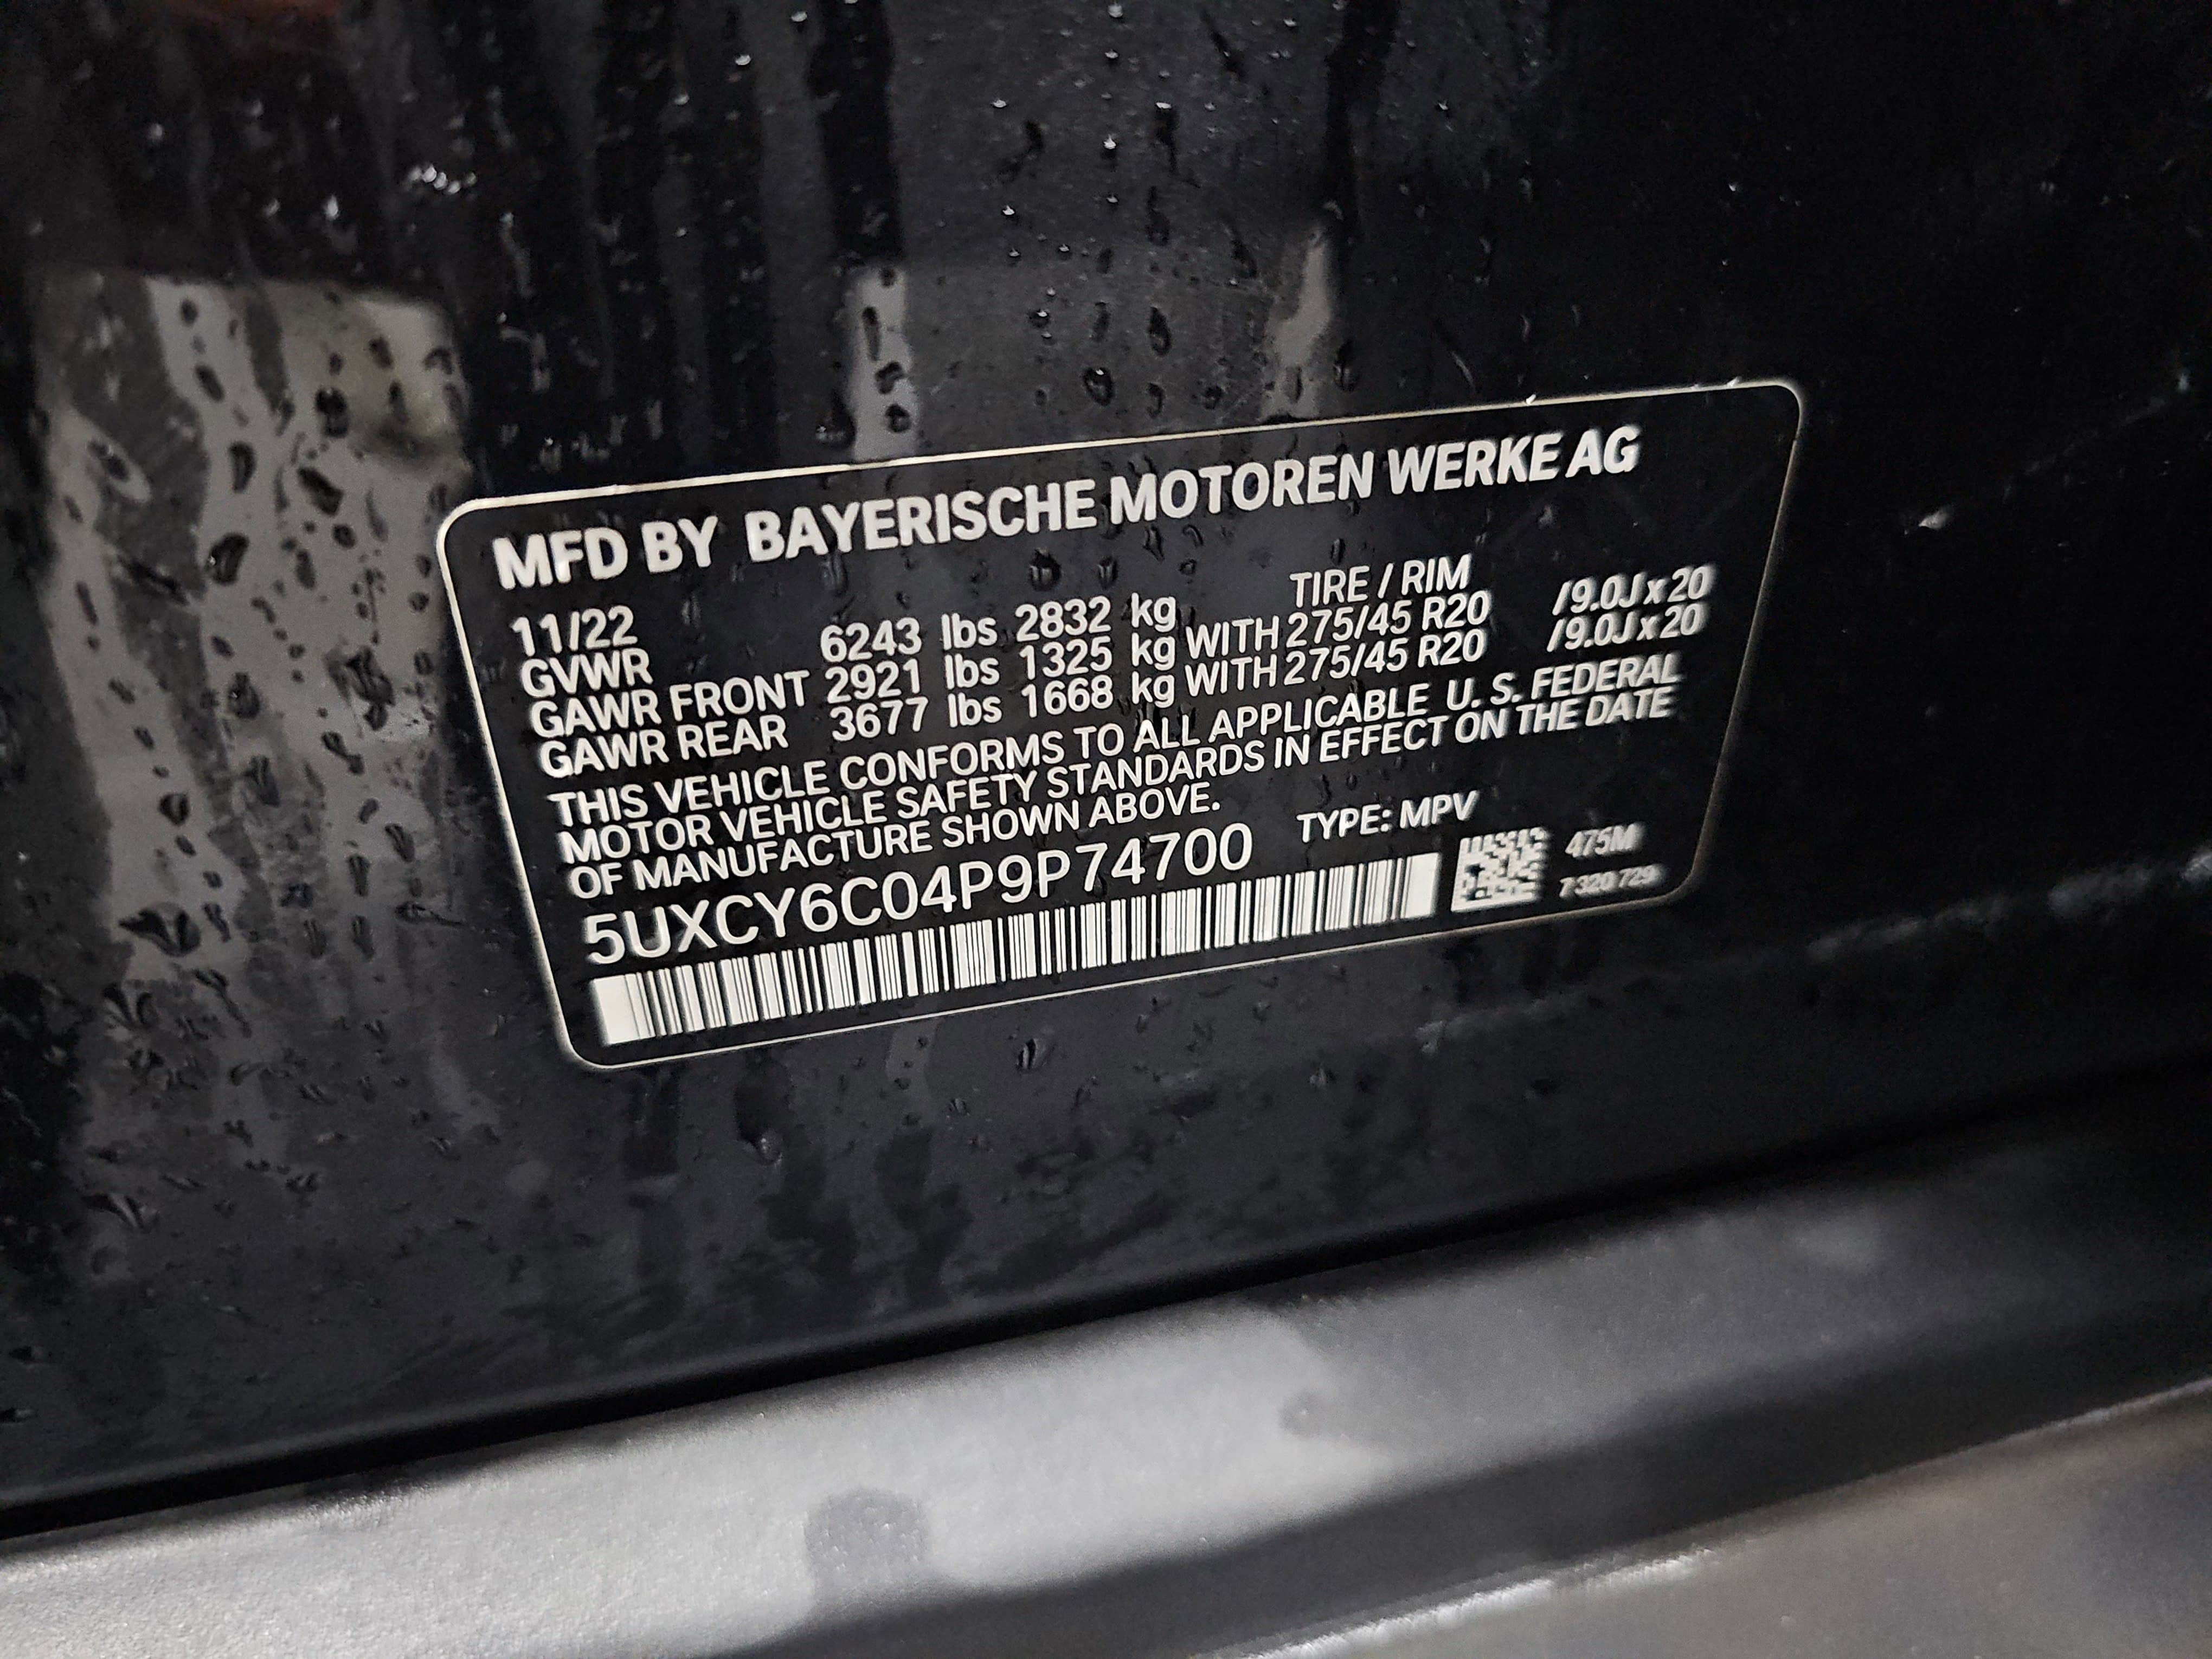 MFD BY BAYERISCHE MOTOREN WERKE AG
11/22 TIRE / RIM
GVWR 6243 lbs 2832 kg
GAWR FRONT 2921 lbs 1325 kg WITH 275/45 R20 /9.0J x 20
GAWR REAR 3677 lbs 1668 kg WITH 275/45 R20 /9.0J x 20
THIS VEHICLE CONFORMS TO ALL APPLICABLE U. S. FEDERAL
MOTOR VEHICLE SAFETY STANDARDS IN EFFECT ON THE DATE
OF MANUFACTURE SHOWN ABOVE.
TYPE: MPV
5UXCY6C04P9P74700
475M
7 320 729